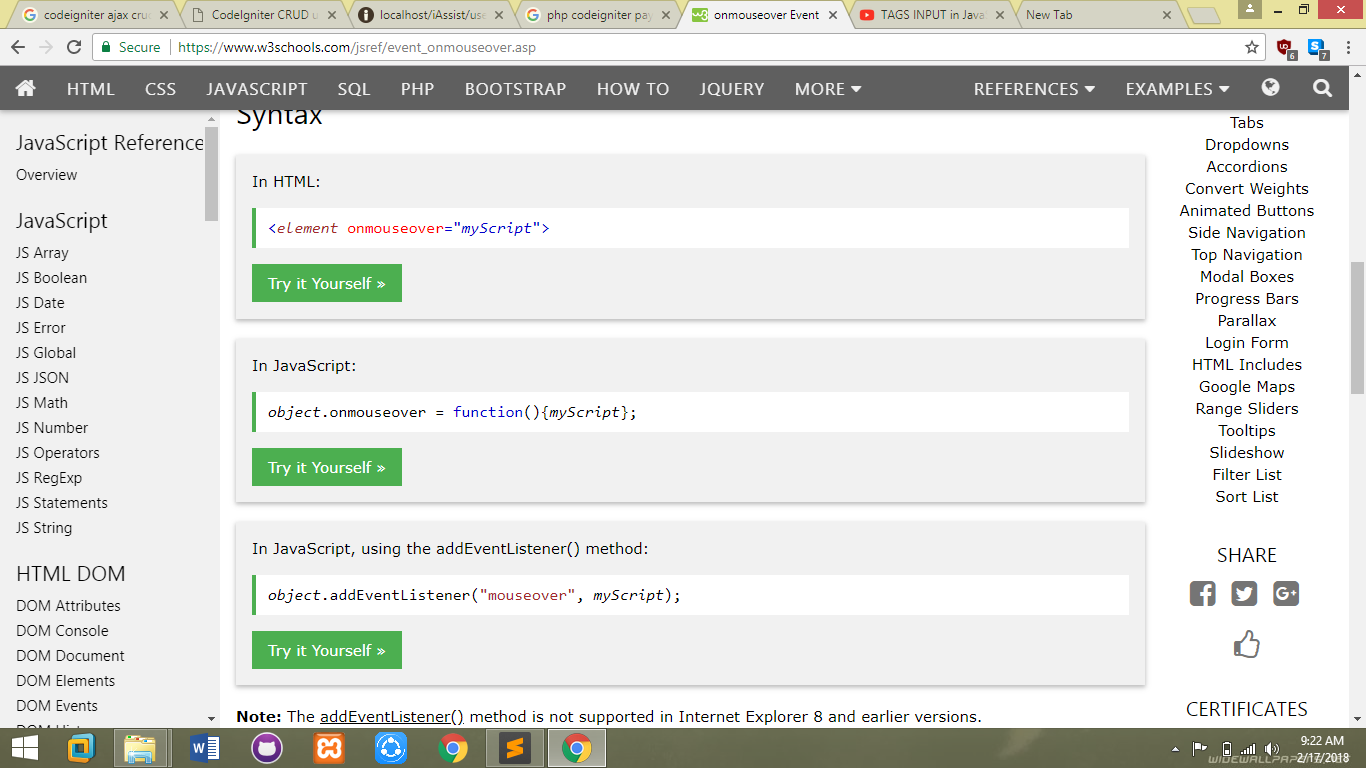 codeigniter ajax cru
CodeIgniter CRUD u
localhost/iAssist/use
php codeigniter pay
onmouseover Event
TAGS INPUT in Java
New Tab
Secure
https://www.w3schools.com/jsref/event_onmouseover.asp
6
7
HTML CSS JAVASCRIPT SQL PHP BOOTSTRAP HOW TO JQUERY MORE REFERENCES EXAMPLES
JavaScript Reference
Overview
JavaScript
JS Array
JS Boolean
JS Date
JS Error
JS Global
JS JSON
JS Math
JS Number
JS Operators
JS RegExp
JS Statements
JS String
HTML DOM
DOM Attributes
DOM Console
DOM Document
DOM Elements
DOM Events
Syntax
In HTML:
<element onmouseover="myScript">
Try it Yourself »
In JavaScript:
object.onmouseover = function(){myScript};
Try it Yourself »
In JavaScript, using the addEventListener() method:
object.addEventListener("mouseover", myScript);
Try it Yourself »
Note: The addEventListener() method is not supported in Internet Explorer 8 and earlier versions.
Tabs
Dropdowns
Accordions
Convert Weights
Animated Buttons
Side Navigation
Top Navigation
Modal Boxes
Progress Bars
Parallax
Login Form
HTML Includes
Google Maps
Range Sliders
Tooltips
Slideshow
Filter List
Sort List
SHARE
CERTIFICATES
9:22 AM
2/17/2018